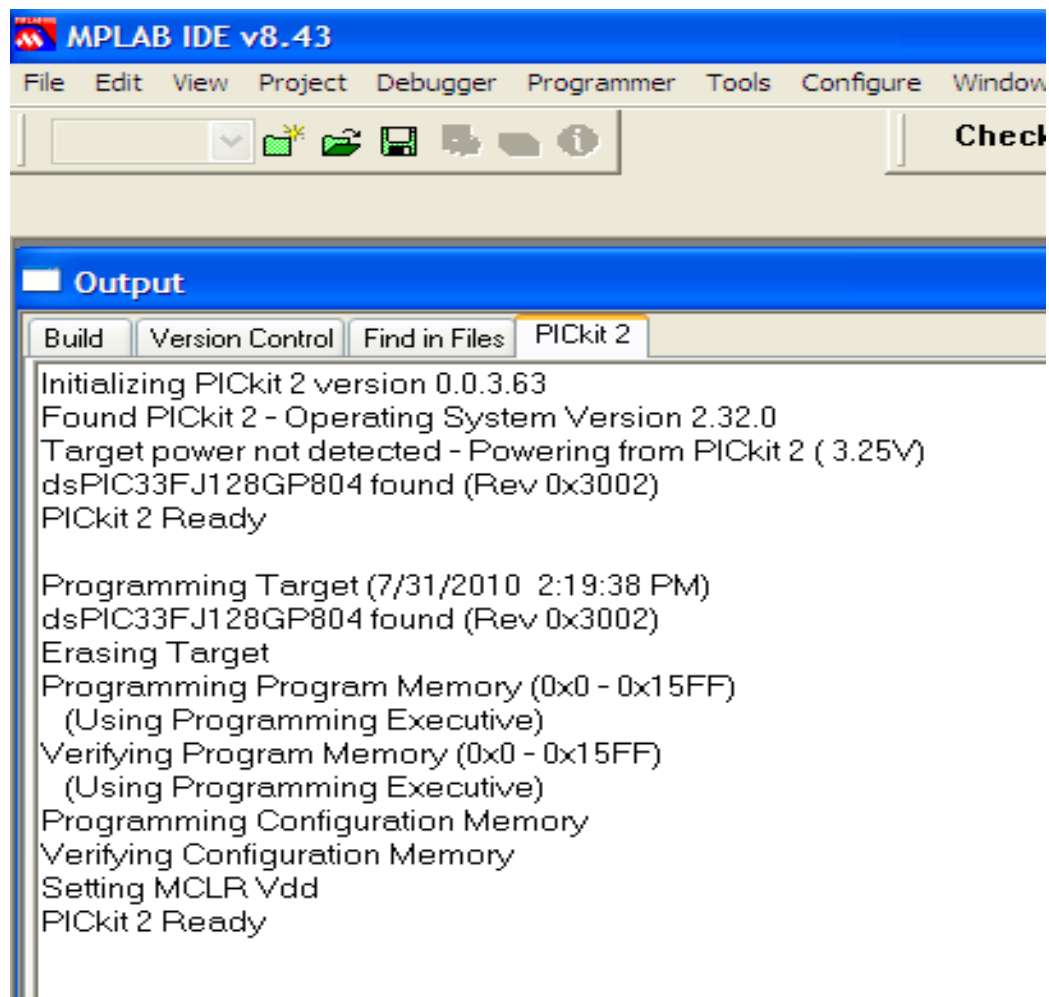 MPLAB IDE v8.43
File Edit View Project Debugger Programmer Tools Configure Window
Check
Output
Build Version Control Find in Files PICkit 2
Initializing PICkit 2 version 0.0.3.63
Found PICkit 2 - Operating System Version 2.32.0
Target power not detected - Powering from PICkit 2 ( 3.25V)
dsPIC33FJ128GP804 found (Rev 0x3002)
PICkit 2 Ready
Programming Target (7/31/2010  2:19:38 PM)
dsPIC33FJ128GP804 found (Rev 0x3002)
Erasing Target
Programming Program Memory (0x0 - 0x15FF)
(Using Programming Executive)
Verifying Program Memory (0x0 - 0x15FF)
(Using Programming Executive)
Programming Configuration Memory
Verifying Configuration Memory
Setting MCLR Vdd
PICkit 2 Ready